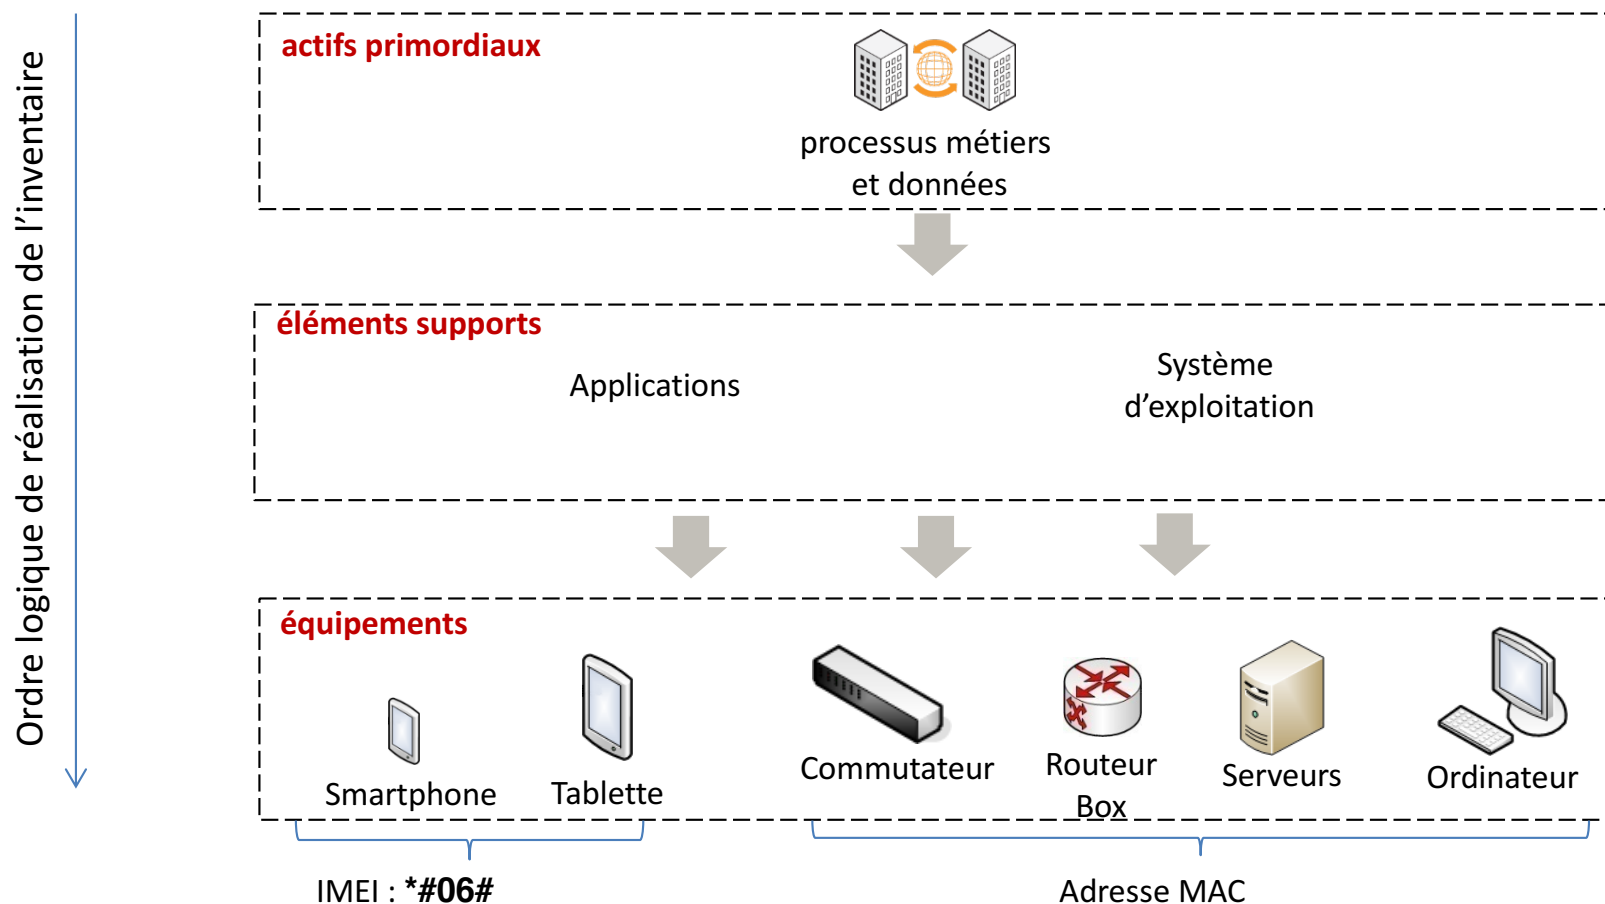 Ordre logique de réalisation de l'inventaire
actifs primordiaux
processus métiers
et données
éléments supports
Applications
Système
d'exploitation
équipements
Smartphone
Tablette
Commutateur
Routeur
Box
Serveurs
Ordinateur
IMEI : *#06#
Adresse MAC